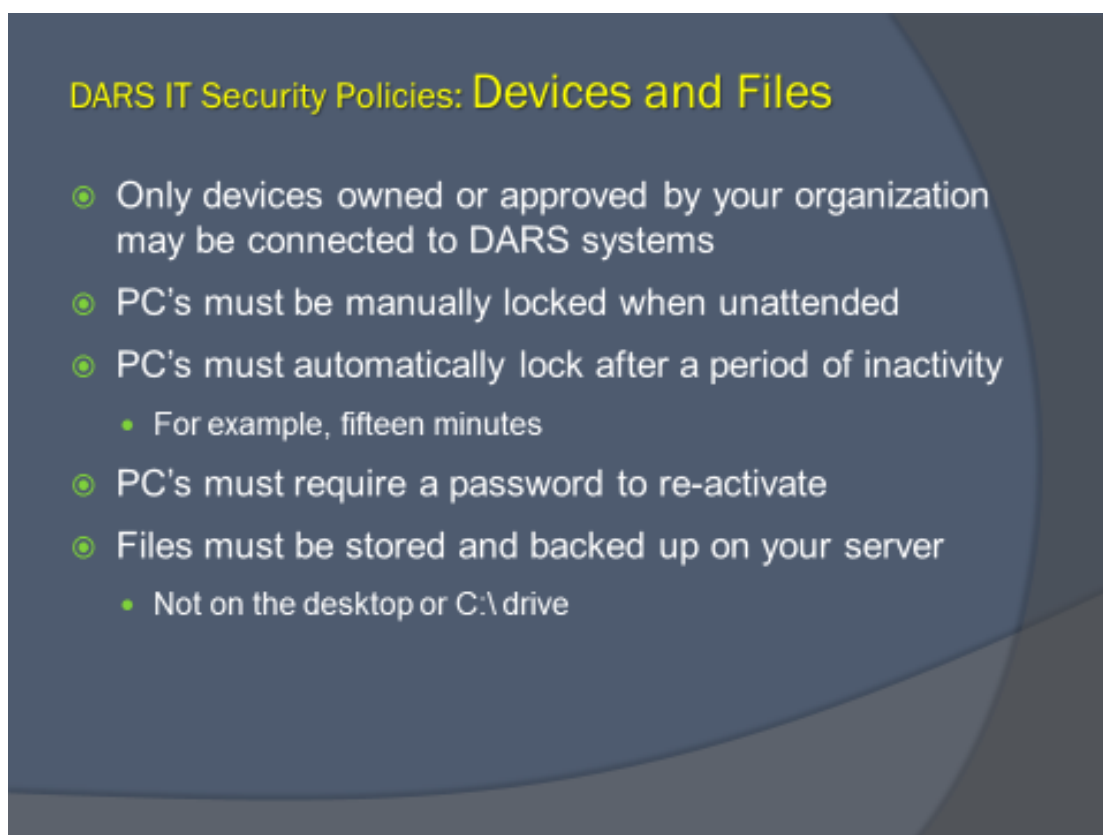 DARS IT Security Policies: Devices and Files
Only devices owned or approved by your organization
may be connected to DARS systems
PC’s must be manually locked when unattended
PC’s must automatically lock after a period of inactivity
For example, fifteen minutes
PC’s must require a password to re-activate
Files must be stored and backed up on your server
Not on the desktop or C:\ drive